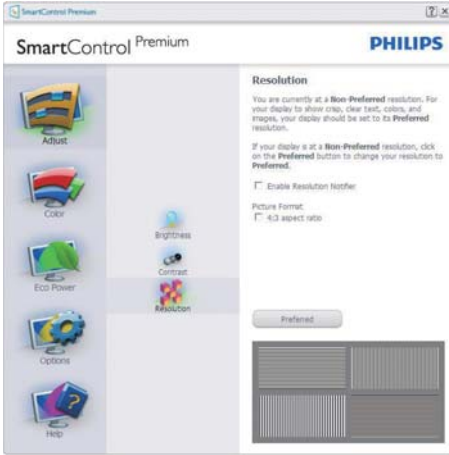 SmartControl Premium
SmartControl Premium
PHILIPS
Adjust
Color
Eco Power
Options
Help
Brightness
Contrast
Resolution
Resolution
You are currently at a Non-Preferred resolution. For
your display to show crisp, clear text, colors, and
images, your display should be set to its Preferred
resolution.
If your display is at a Non-Preferred resolution, click
on the Preferred button to change your resolution to
Preferred.
Enable Resolution Notifier
Picture Format
4:3 aspect ratio
Preferred